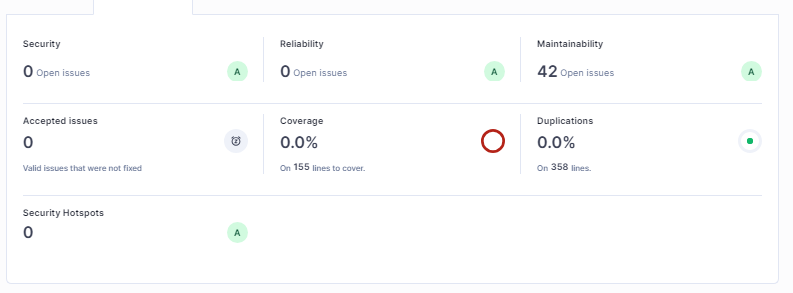 Security
0 Open issues
A
Reliability
0 Open issues
A
Maintainability
42 Open issues
A
Accepted issues
0
Valid issues that were not fixed
Coverage
0.0%
On 155 lines to cover.
Duplications
0.0%
On 358 lines.
Security Hotspots
0
A